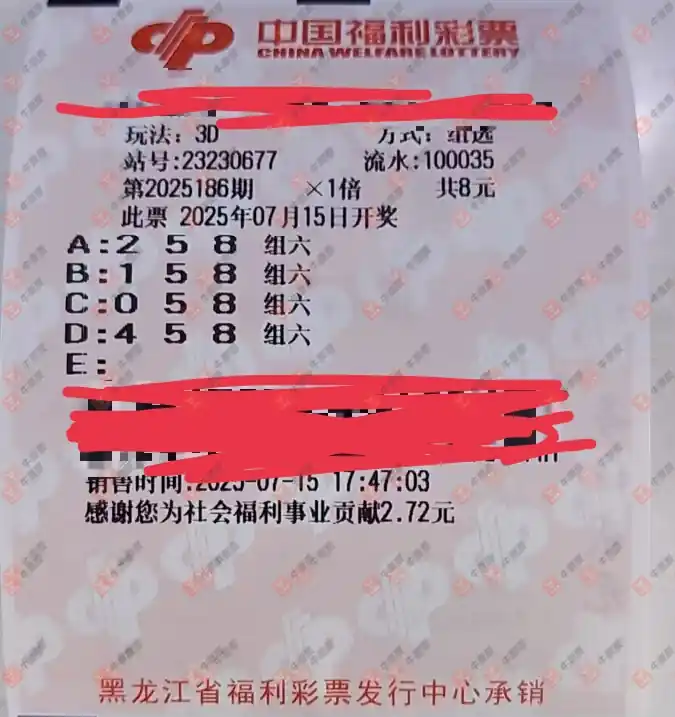 中国福利彩票
CHINA WELFARE LOTTERY
玩法：3D 方式：组选
站号:23230677 流水:100035
第2025186期 ×1倍 共8元
此票 2025年07月15日开奖
A:2 5 8 组六
B:1 5 8 组六
C:0 5 8 组六
D:4 5 8 组六
E:
销售时间:2025-07-15 17:47:03
感谢您为社会福利事业贡献2.72元
黑龙江省福利彩票发行中心承销